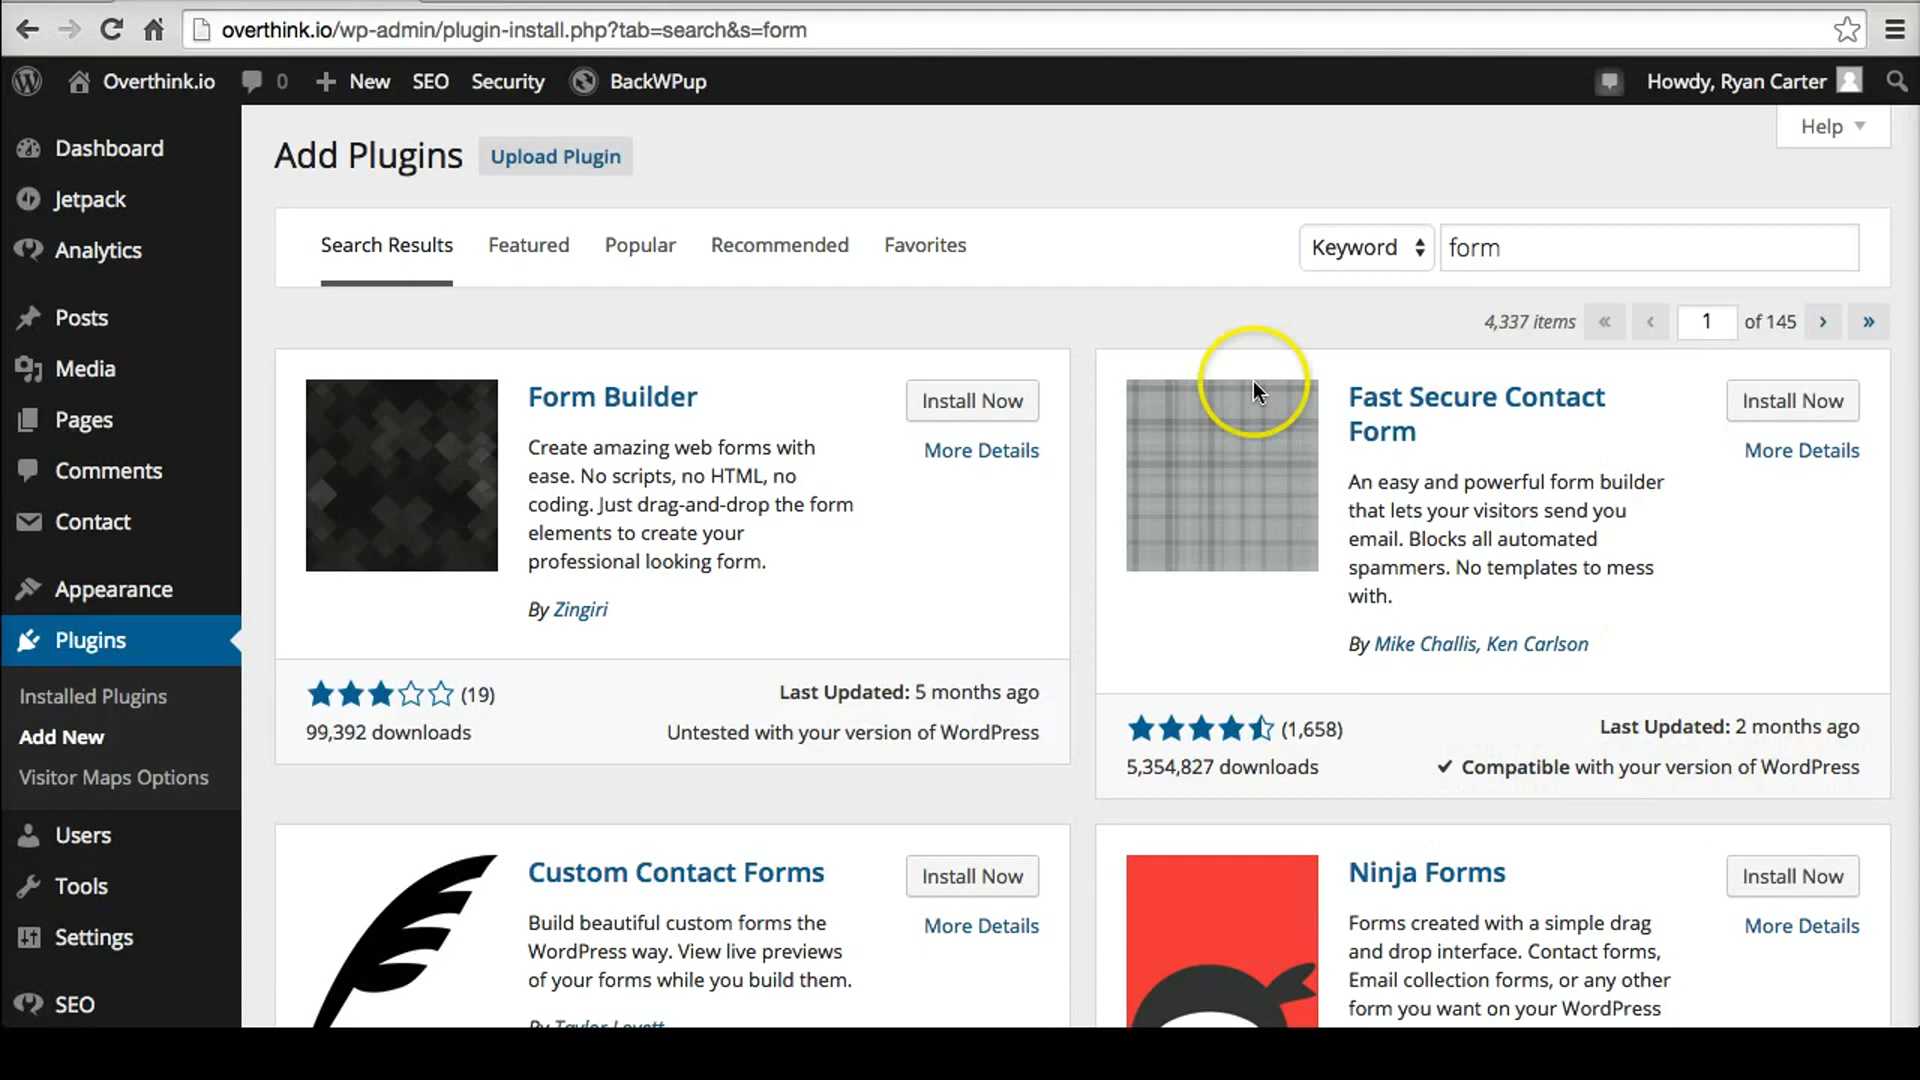 overthink.io/wp-admin/plugin-install.php?tab=search&s=form
Overthink.io 0 + New SEO Security BackWPup Howdy, Ryan Carter
Dashboard
Jetpack
Analytics
Posts
Media
Pages
Comments
Contact
Appearance
Plugins
Installed Plugins
Add New
Visitor Maps Options
Users
Tools
Settings
SEO
Help
Add Plugins Upload Plugin
Search Results Featured Popular Recommended Favorites Keyword form
4,337 items « ‹ 1 of 145 › »
Form Builder
Install Now
More Details
Create amazing web forms with
ease. No scripts, no HTML, no
coding. Just drag-and-drop the form
elements to create your
professional looking form.
By Zingiri
(19)
Last Updated: 5 months ago
99,392 downloads
Untested with your version of WordPress
Fast Secure Contact
Form
Install Now
More Details
An easy and powerful form builder
that lets your visitors send you
email. Blocks all automated
spammers. No templates to mess
with.
By Mike Challis, Ken Carlson
(1,658)
Last Updated: 2 months ago
5,354,827 downloads
✔ Compatible with your version of WordPress
Custom Contact Forms
Install Now
More Details
Build beautiful custom forms the
WordPress way. View live previews
of your forms while you build them.
By Taylor Lovett
Ninja Forms
Install Now
More Details
Forms created with a simple drag
and drop interface. Contact forms,
Email collection forms, or any other
form you want on your WordPress